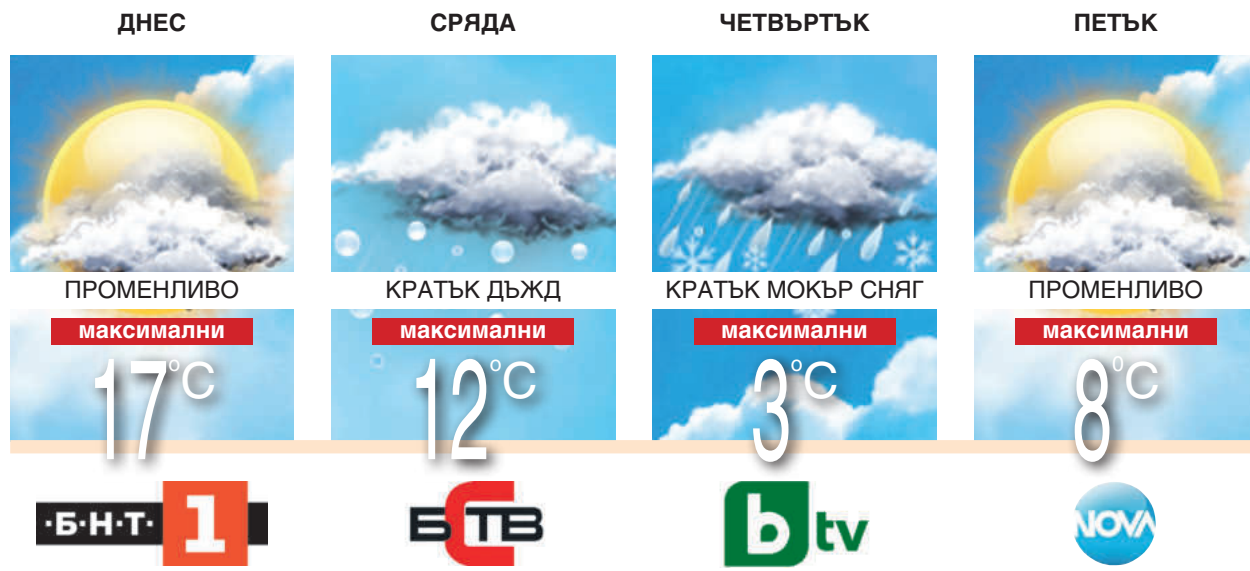 ДНЕС
СРЯДА
ЧЕТВЪРТЪК
ПЕТЪК
ПРОМЕНЛИВО
КРАТЪК ДЪЖД
КРАТЪК МОКЪР СНЯГ
ПРОМЕНЛИВО
максимални
максимални
максимални
максимални
17°C
12°C
3°C
8°C
·Б·Н·Т· 1
БСТВ
b tv
NOVA